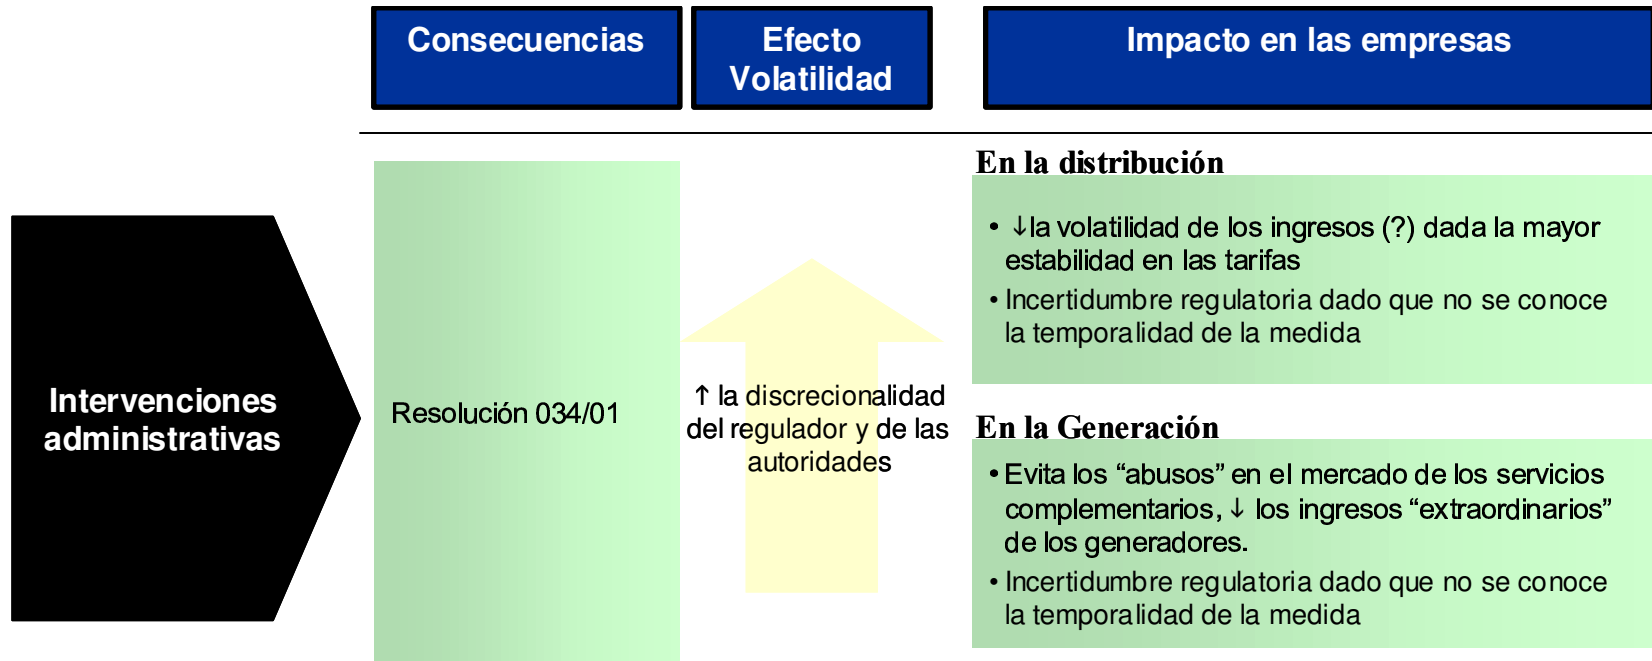 Consecuencias
Efecto
Volatilidad
Impacto en las empresas
Intervenciones
administrativas
Resolución 034/01
↑ la discrecionalidad
del regulador y de las
autoridades
En la distribución
• ↓la volatilidad de los ingresos (?) dada la mayor
estabilidad en las tarifas
• Incertidumbre regulatoria dado que no se conoce
la temporalidad de la medida
En la Generación
• Evita los “abusos” en el mercado de los servicios
complementarios, ↓ los ingresos “extraordinarios”
de los generadores.
• Incertidumbre regulatoria dado que no se conoce
la temporalidad de la medida